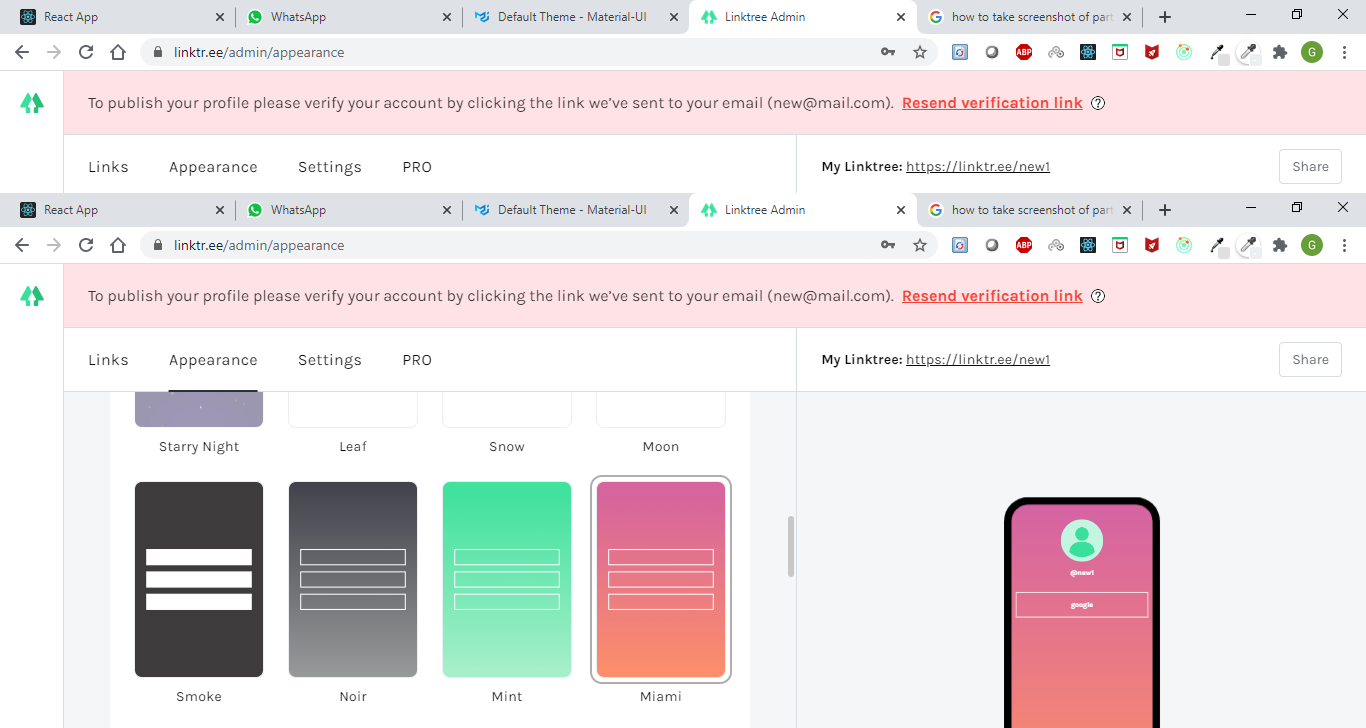 React App
WhatsApp
Default Theme - Material-UI
Linktree Admin
how to take screenshot of part
linktr.ee/admin/appearance
ABP
G
To publish your profile please verify your account by clicking the link we’ve sent to your email (new@mail.com). Resend verification link ?
Links Appearance Settings PRO
My Linktree: https://linktr.ee/new1
Share
React App
WhatsApp
Default Theme - Material-UI
Linktree Admin
how to take screenshot of part
linktr.ee/admin/appearance
ABP
G
To publish your profile please verify your account by clicking the link we’ve sent to your email (new@mail.com). Resend verification link ?
Links Appearance Settings PRO
My Linktree: https://linktr.ee/new1
Share
Starry Night Leaf Snow Moon
Smoke Noir Mint Miami
@new1
google